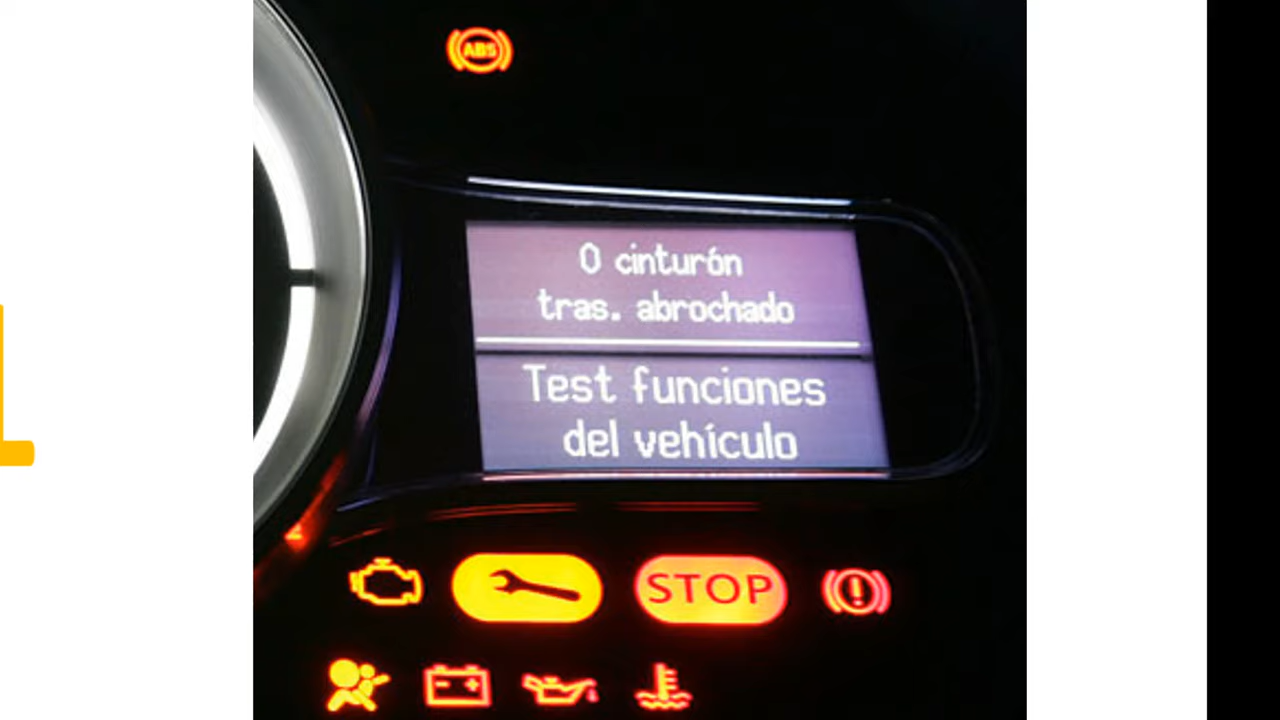 ABS
0 cinturón
tras. abrochado
Test funciones
del vehículo
STOP